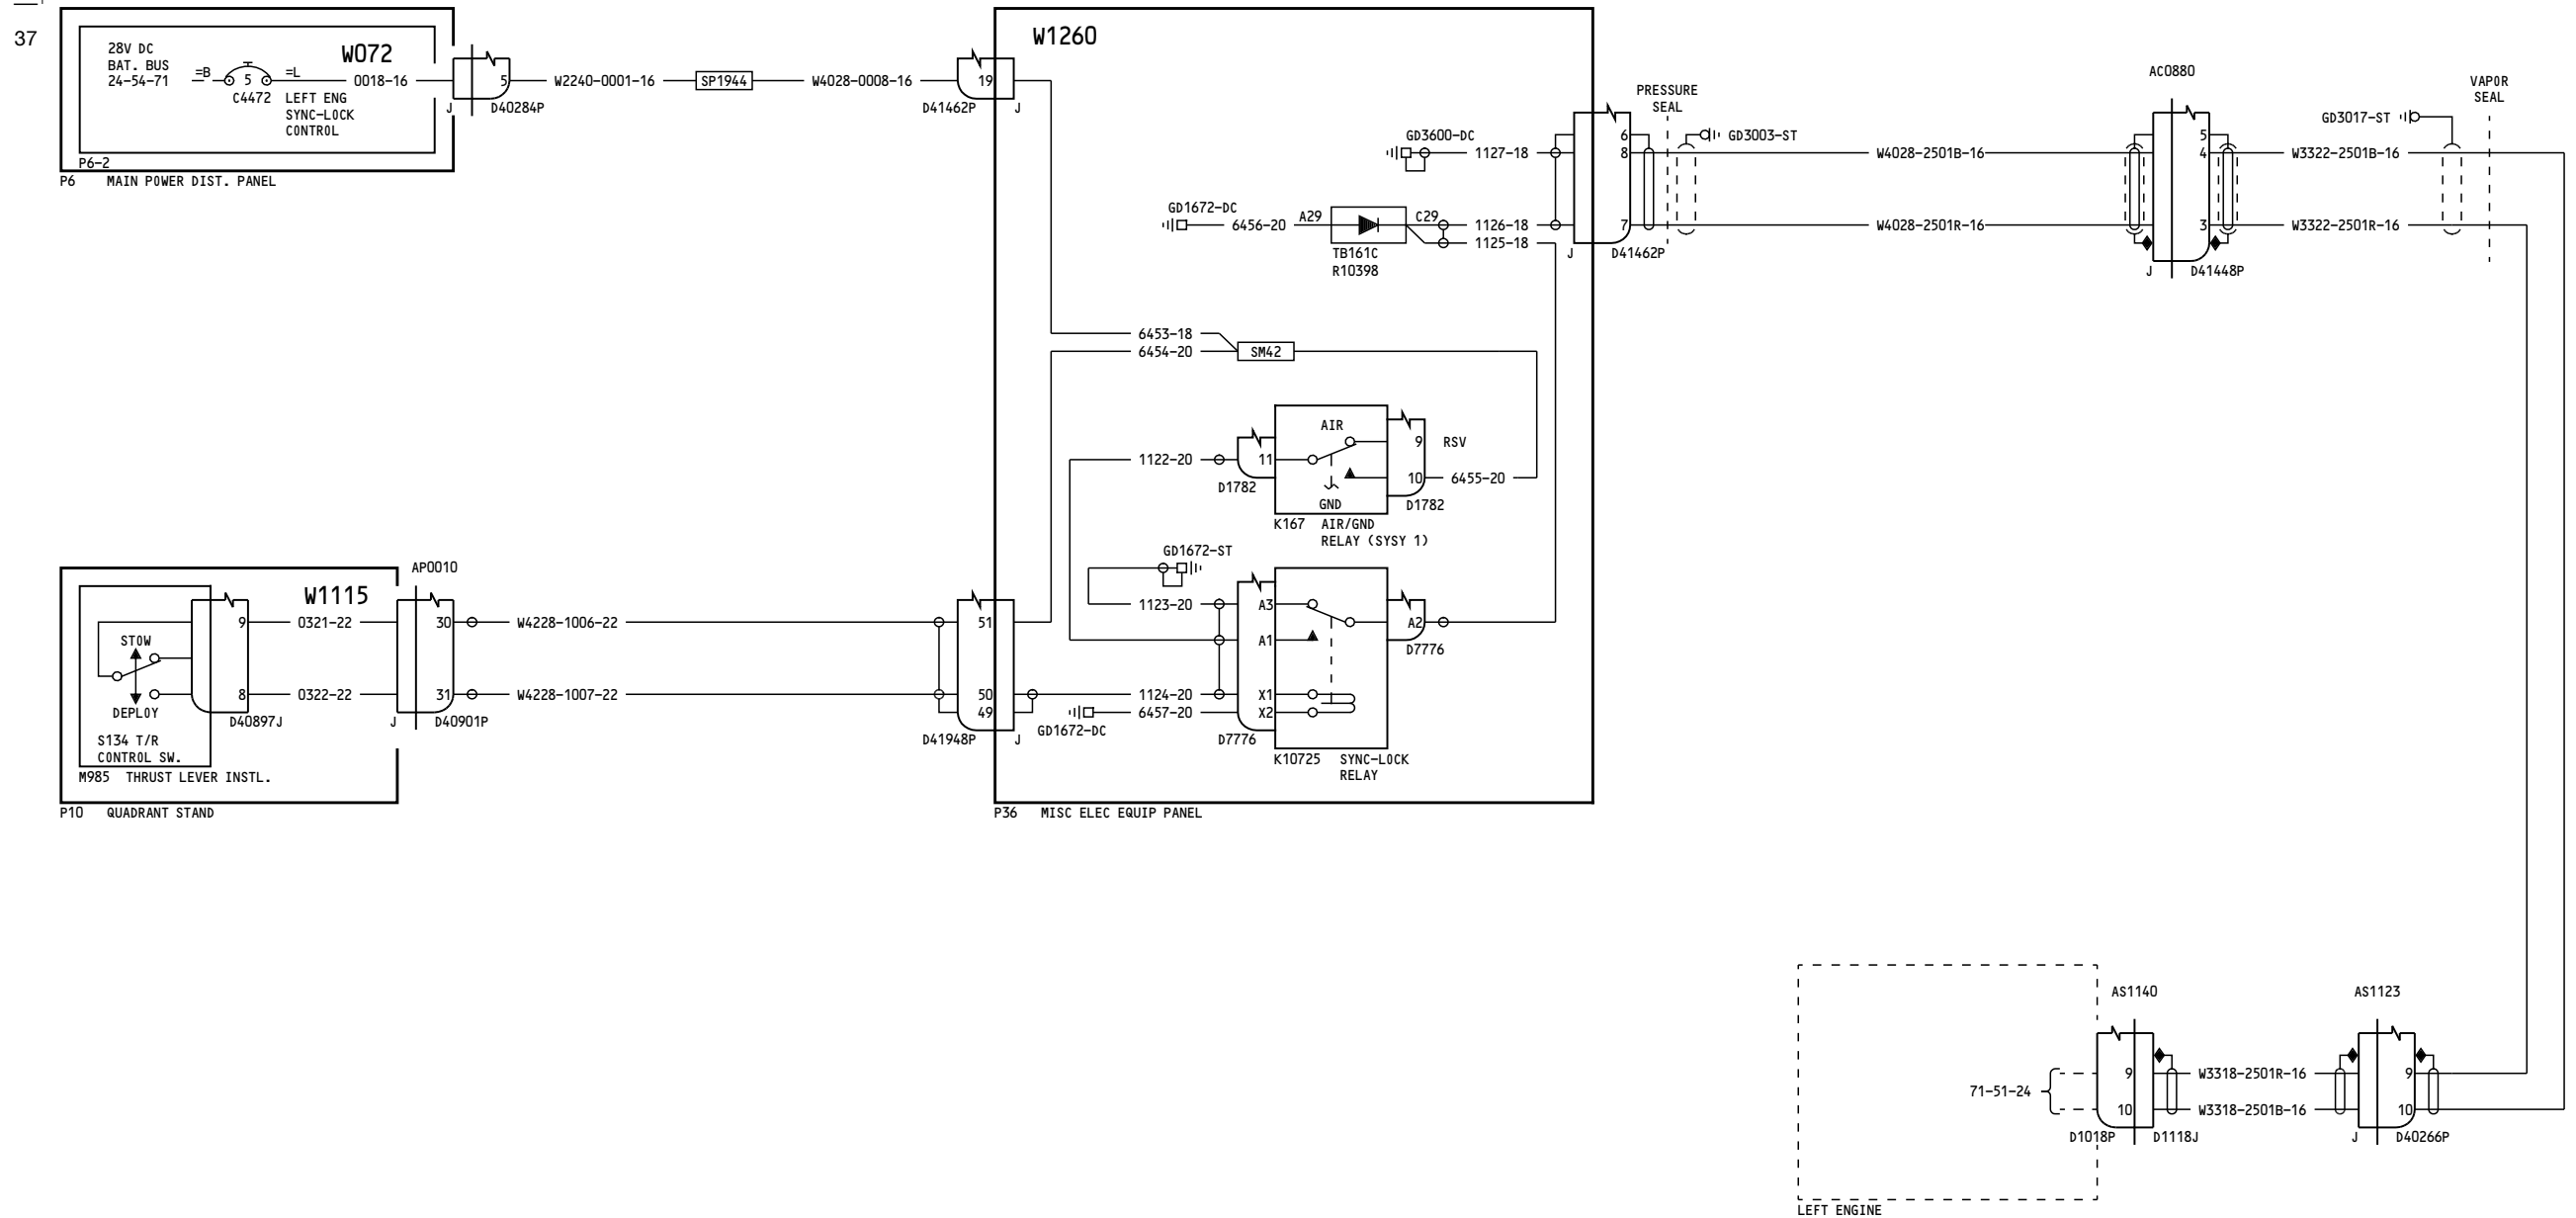 37
28V DC
BAT. BUS
24-54-71
=B
5
=L
C4472
LEFT ENG
SYNC-LOCK
CONTROL
W072
0018-16
P6-2
P6 MAIN POWER DIST. PANEL
5
J
D40284P
W2240-0001-16
SP1944
W4028-0008-16
19
D41462P
J
W1260
GD3600-DC
1127-18
GD1672-DC
6456-20
A29
C29
1126-18
1125-18
TB161C
R10398
6
8
7
J
D41462P
PRESSURE
SEAL
GD3003-ST
W4028-2501B-16
W4028-2501R-16
AC0880
5
4
3
J
D41448P
GD3017-ST
W3322-2501B-16
W3322-2501R-16
VAPOR
SEAL
6453-18
6454-20
SM42
AIR
9
RSV
1122-20
11
10
6455-20
D1782
GND
D1782
K167 AIR/GND
RELAY (SYSY 1)
GD1672-ST
1123-20
A3
A1
A2
D7776
1124-20
X1
6457-20
X2
GD1672-DC
D7776
K10725 SYNC-LOCK
RELAY
P36 MISC ELEC EQUIP PANEL
W1115
AP0010
9
0321-22
30
W4228-1006-22
51
STOW
8
0322-22
31
W4228-1007-22
50
49
DEPLOY
D40897J
J
D40901P
D41948P
J
S134 T/R
CONTROL SW.
M985 THRUST LEVER INSTL.
P10 QUADRANT STAND
AS1140
AS1123
71-51-24
9
10
W3318-2501R-16
W3318-2501B-16
9
10
D1018P
D1118J
J
D40266P
LEFT ENGINE